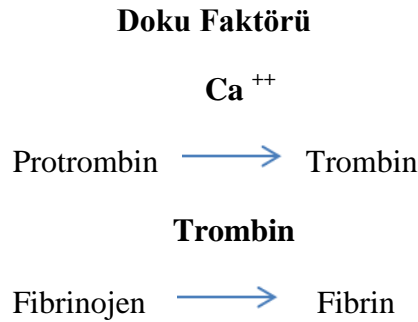 Doku Faktörü
Ca ++
Protrombin Trombin
Trombin
Fibrinojen Fibrin